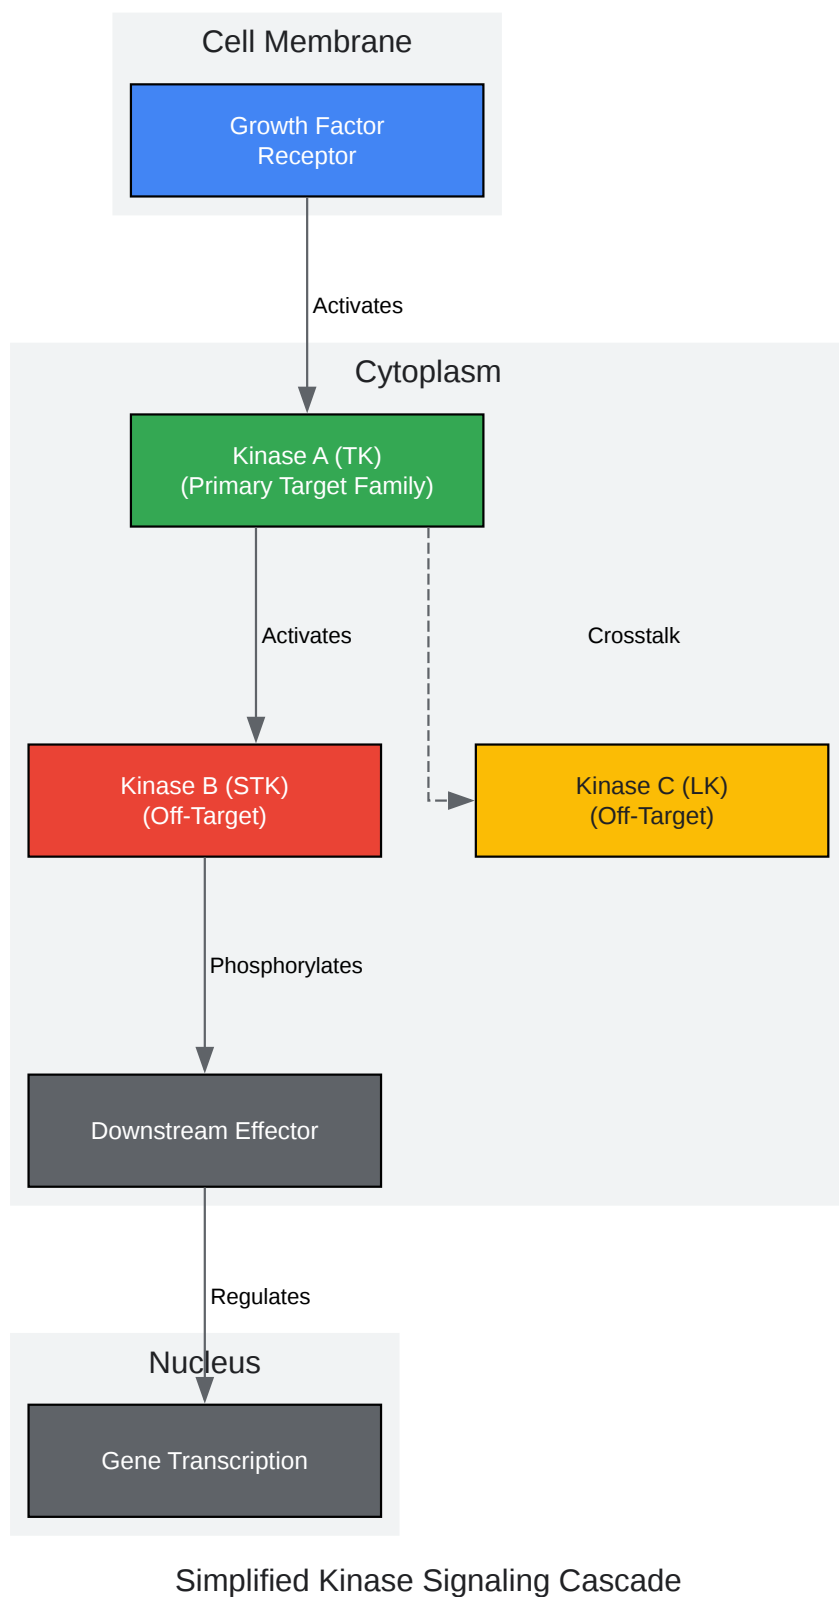 Cell Membrane
Growth Factor
Receptor
Activates
Cytoplasm
Kinase A (TK)
(Primary Target Family)
Activates
Crosstalk
Kinase B (STK)
(Off-Target)
Kinase C (LK)
(Off-Target)
Phosphorylates
Downstream Effector
Regulates
Nucleus
Gene Transcription
Simplified Kinase Signaling Cascade